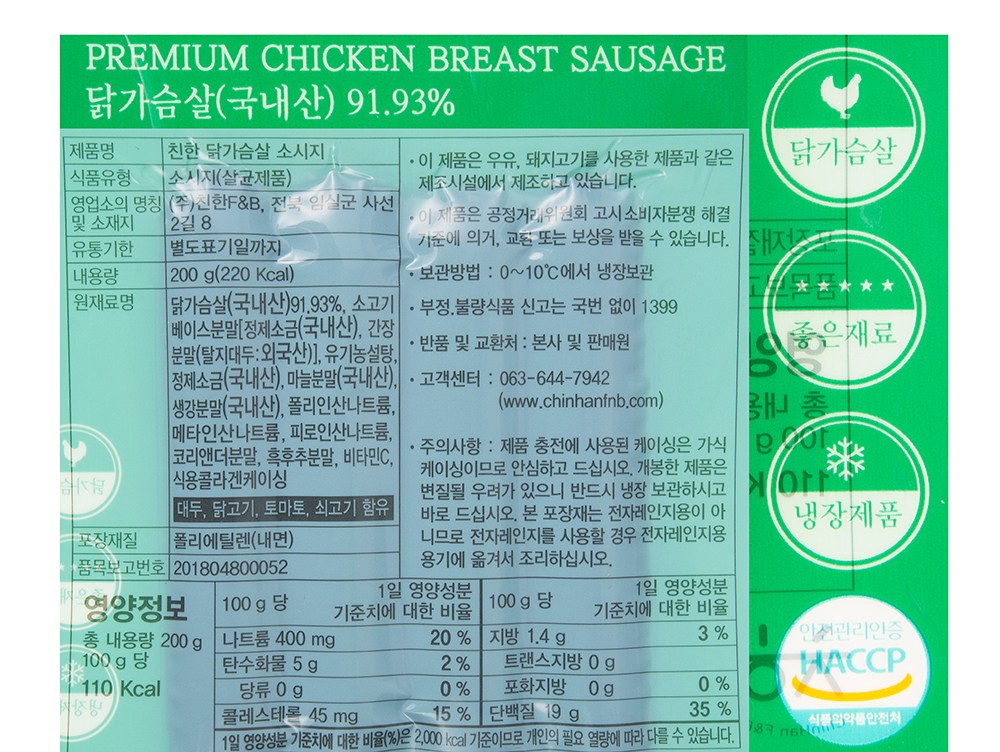 PREMIUM CHICKEN BREAST SAUSAGE
닭가슴살(국내산) 91.93%
제품명 친한 닭가슴살 소시지
식품유형 소시지(살균제품)
영업소의 명칭 및 소재지 (주)친한F&B, 전북 임실군 사선
2길 8
유통기한 별도표기일까지
내용량 200 g(220 Kcal)
원재료명 닭가슴살(국내산)91.93%, 소고기
베이스분말[정제소금(국내산), 간장
분말(탈지대두:외국산)], 유기농설탕,
정제소금(국내산), 마늘분말(국내산),
생강분말(국내산), 폴리인산나트륨,
메타인산나트륨, 피로인산나트륨,
코리앤더분말, 흑후추분말, 비타민C,
식용콜라겐케이싱
대두, 닭고기, 토마토, 쇠고기 함유
포장재질 폴리에틸렌(내면)
품목보고번호 201804800052
· 이 제품은 우유, 돼지고기를 사용한 제품과 같은
제조시설에서 제조하고 있습니다.
· 이 제품은 공정거래위원회 고시 소비자분쟁 해결
기준에 의거, 교환 또는 보상을 받을 수 있습니다.
· 보관방법 : 0~10℃에서 냉장보관
· 부정.불량식품 신고는 국번 없이 1399
· 반품 및 교환처 : 본사 및 판매원
· 고객센터 : 063-644-7942
(www.chinhanfnb.com)
· 주의사항 : 제품 충전에 사용된 케이싱은 가식
케이싱이므로 안심하고 드십시오. 개봉한 제품은
변질될 우려가 있으니 반드시 냉장 보관하시고
바로 드십시오. 본 포장재는 전자레인지용이 아
니므로 전자레인지를 사용할 경우 전자레인지용
용기에 옮겨서 조리하십시오.
영양정보
총 내용량 200 g
100 g 당
110 Kcal
100 g 당 1일 영양성분 기준치에 대한 비율
나트륨 400 mg 20 %
탄수화물 5 g 2 %
당류 0 g 0 %
콜레스테롤 45 mg 15 %
100 g 당 1일 영양성분 기준치에 대한 비율
지방 1.4 g 3 %
트랜스지방 0 g
포화지방 0 g 0 %
단백질 19 g 35 %
1일 영양성분 기준치에 대한 비율(%)은 2,000 kcal 기준이므로 개인의 필요 열량에 따라 다를 수 있습니다.
닭가슴살
좋은재료
냉장제품
안전관리인증
HACCP
식품의약품안전처